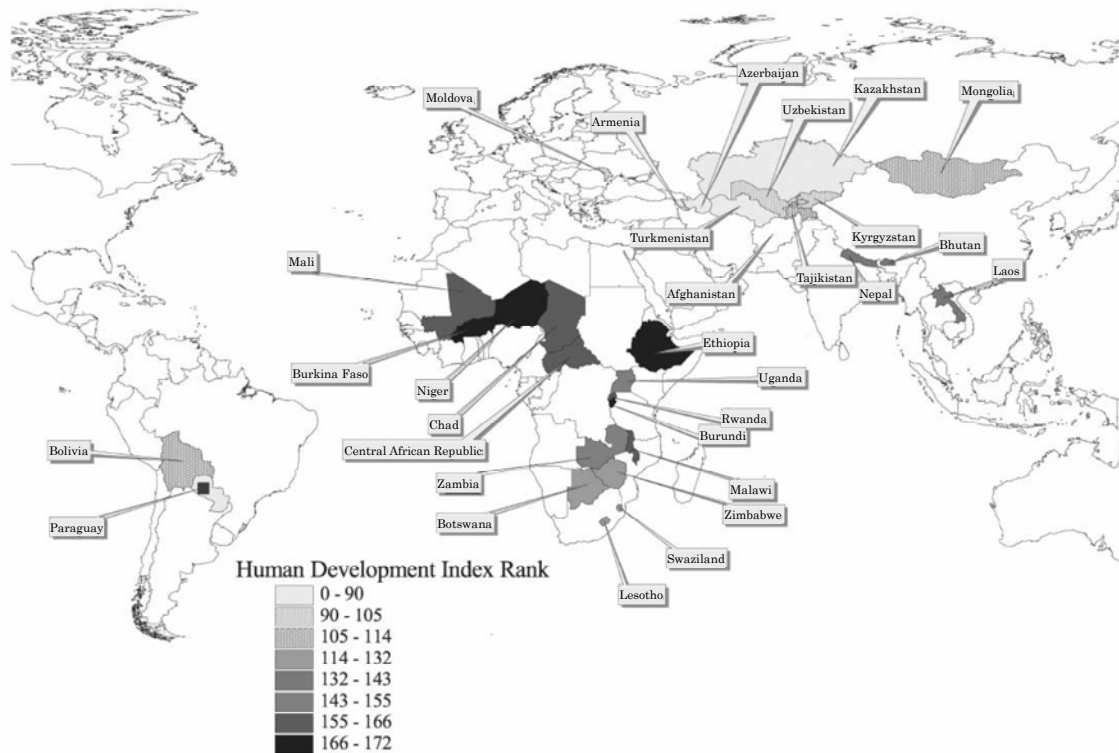 Azerbaijan
Moldova
Kazakhstan
Mongolia
Uzbekistan
Armenia
Turkmenistan
Kyrgyzstan
Bhutan
Mali
Tajikistan
Laos
Afghanistan
Nepal
Ethiopia
Burkina Faso
Uganda
Niger
Rwanda
Chad
Burundi
Bolivia
Central African Republic
Zambia
Malawi
Paraguay
Botswana
Zimbabwe
Swaziland
Lesotho
Human Development Index Rank
0 - 90
90 - 105
105 - 114
114 - 132
132 - 143
143 - 155
155 - 166
166 - 172